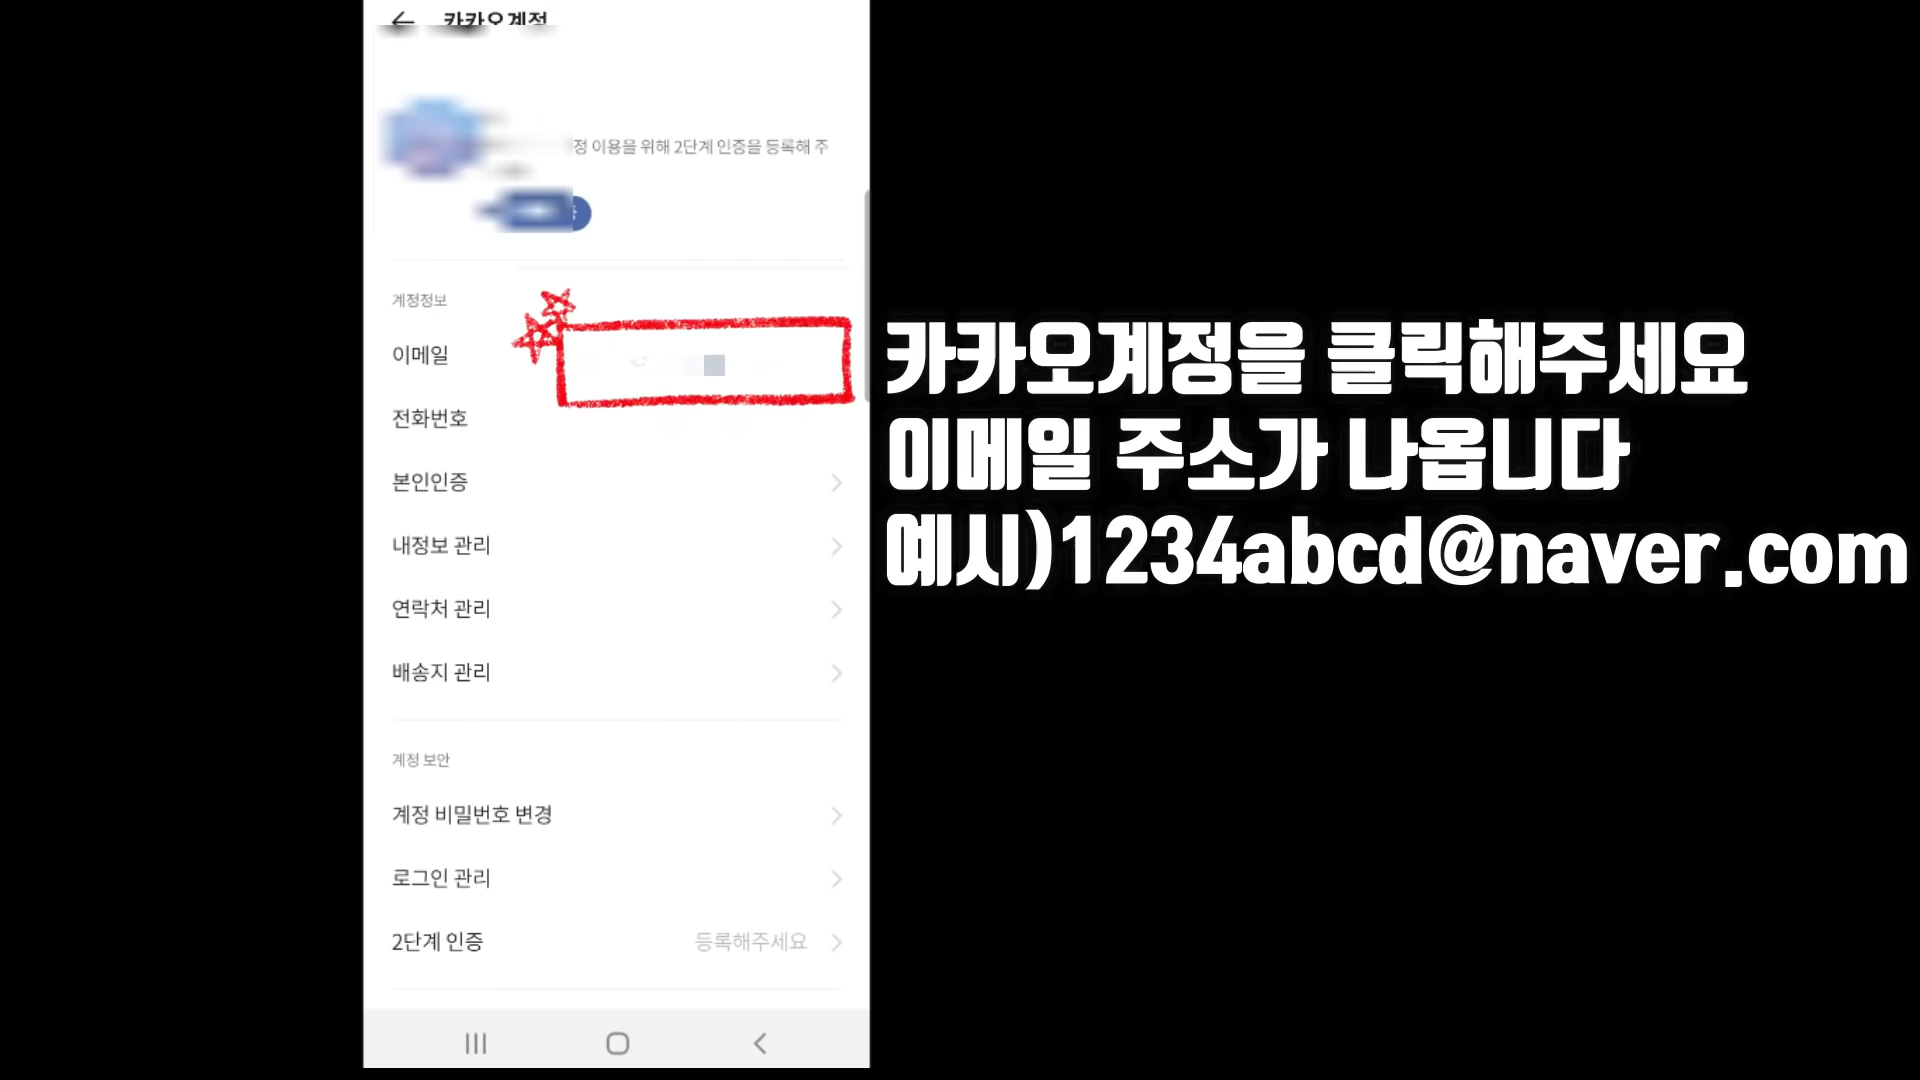 카카오계정
정 이용을 위해 2단계 인증을 등록해 주
계정정보
이메일
전화번호
본인인증
내정보 관리
연락처 관리
배송지 관리
계정 보안
계정 비밀번호 변경
로그인 관리
2단계 인증 등록해주세요
카카오계정을 클릭해주세요
이메일 주소가 나옵니다
예시)1234abcd@naver.com